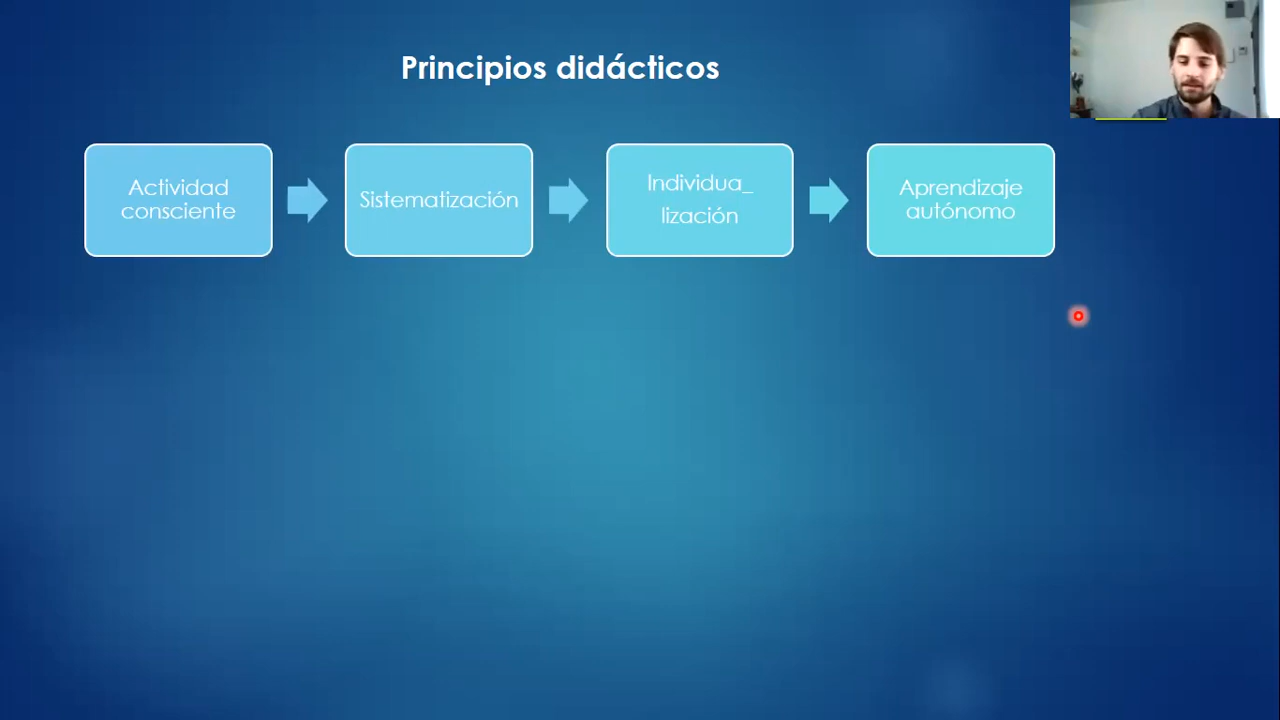 Principios didácticos
Actividad
consciente
Sistematización
Individua_
lización
Aprendizaje
autónomo